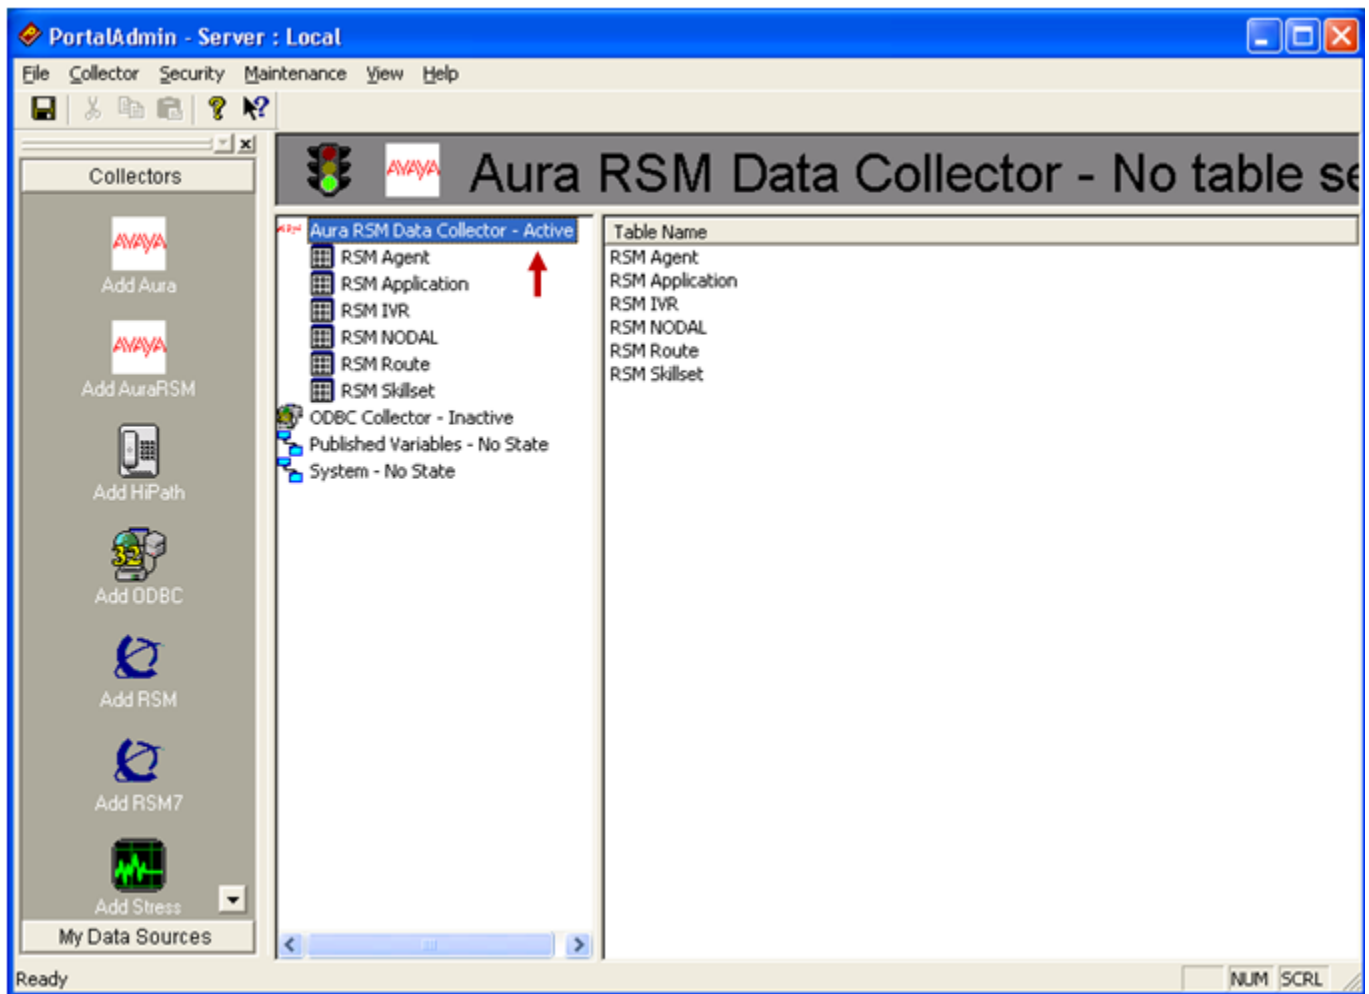 PortalAdmin - Server : Local
File Collector Security Maintenance View Help
Collectors
AVAYA Aura RSM Data Collector - No table se
AVAYA
Add Aura
AVAYA
Add AuraRSM
Add HiPath
32
Add ODBC
Add RSM
Add RSM7
Add Stress
My Data Sources
Aura RSM Data Collector - Active
RSM Agent
RSM Application
RSM IVR
RSM NODAL
RSM Route
RSM Skillset
ODBC Collector - Inactive
Published Variables - No State
System - No State
Table Name
RSM Agent
RSM Application
RSM IVR
RSM NODAL
RSM Route
RSM Skillset
Ready
NUM SCRL